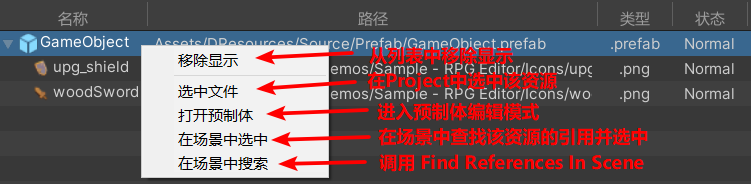 名称 路径 类型 状态
GameObject Assets/DResources/Source/Prefab/GameObject.prefab .prefab Normal
移除显示 从列表中移除显示
upg_shield emos/Sample - RPG Editor/Icons/upg .png Normal
选中文件 在Project中选中该资源
woodSword emos/Sample - RPG Editor/Icons/wo .png Normal
打开预制体 进入预制体编辑模式
在场景中选中 在场景中查找该资源的引用并选中
在场景中搜索 调用 Find References In Scene